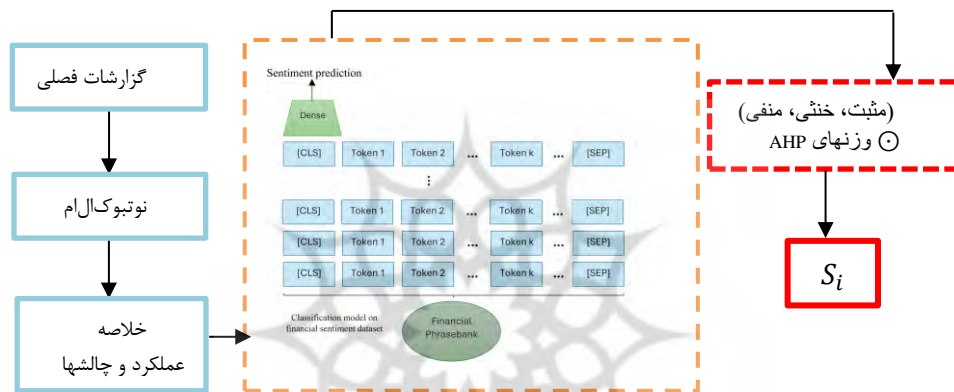 گزارشات فصلی
نوتبوک‌ال‌ام
خلاصه
عملکرد و چالشها
Sentiment prediction
Dense
[CLS] Token 1 Token 2 ... Token k ... [SEP]
⋮
[CLS] Token 1 Token 2 ... Token k ... [SEP]
[CLS] Token 1 Token 2 ... Token k ... [SEP]
[CLS] Token 1 Token 2 ... Token k ... [SEP]
Classification model on
financial sentiment dataset
Financial
Phrasebank
(مثبت، خنثی، منفی)
⊙ وزنهای AHP
Si